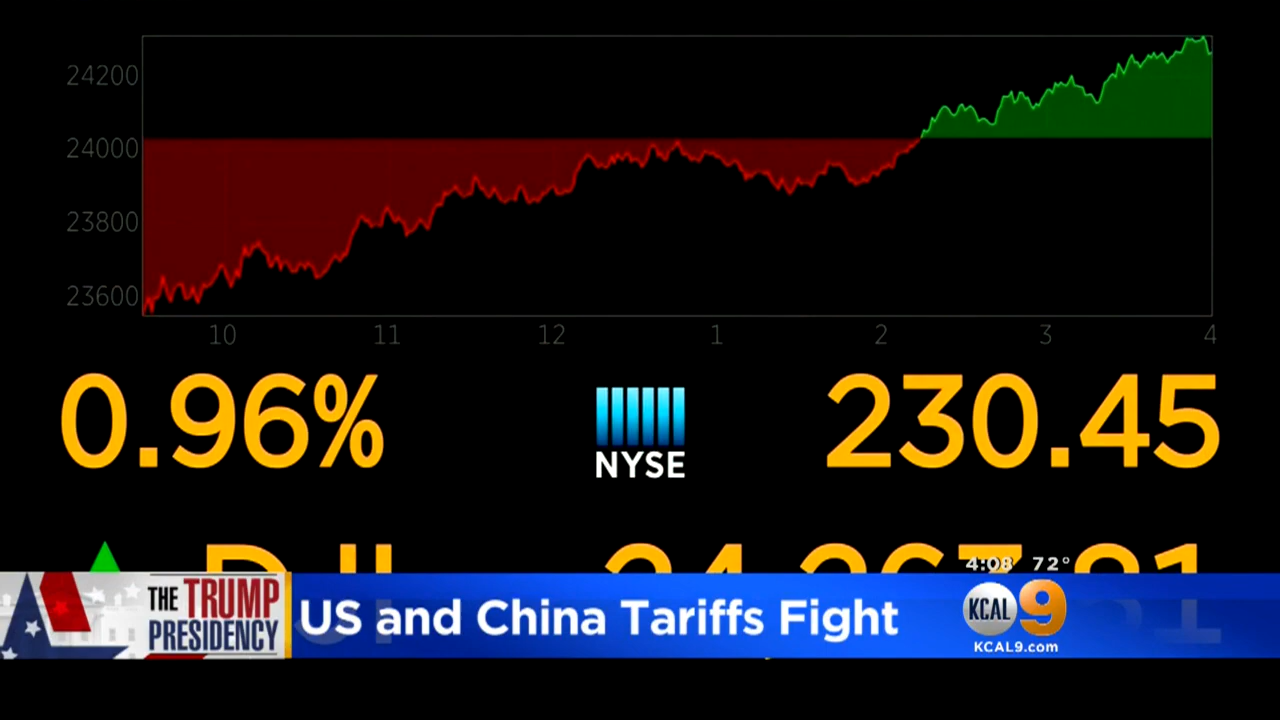 24200
24000
23800
23600
10 11 12 1 2 3 4
0.96% 230.45
NYSE
4:08 72°
THE TRUMP
PRESIDENCY
US and China Tariffs Fight
KCAL 9
KCAL9.com